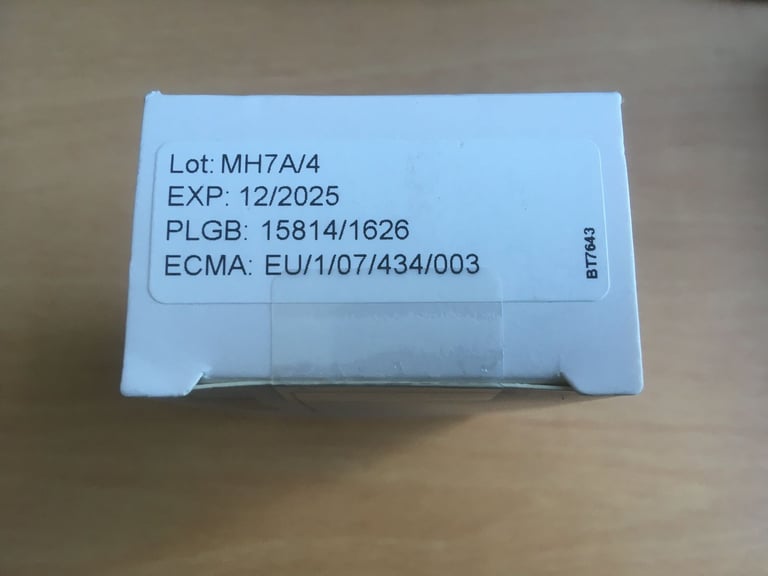 Lot: MH7A/4
EXP: 12/2025
PLGB: 15814/1626
ECMA: EU/1/07/434/003
BT7643